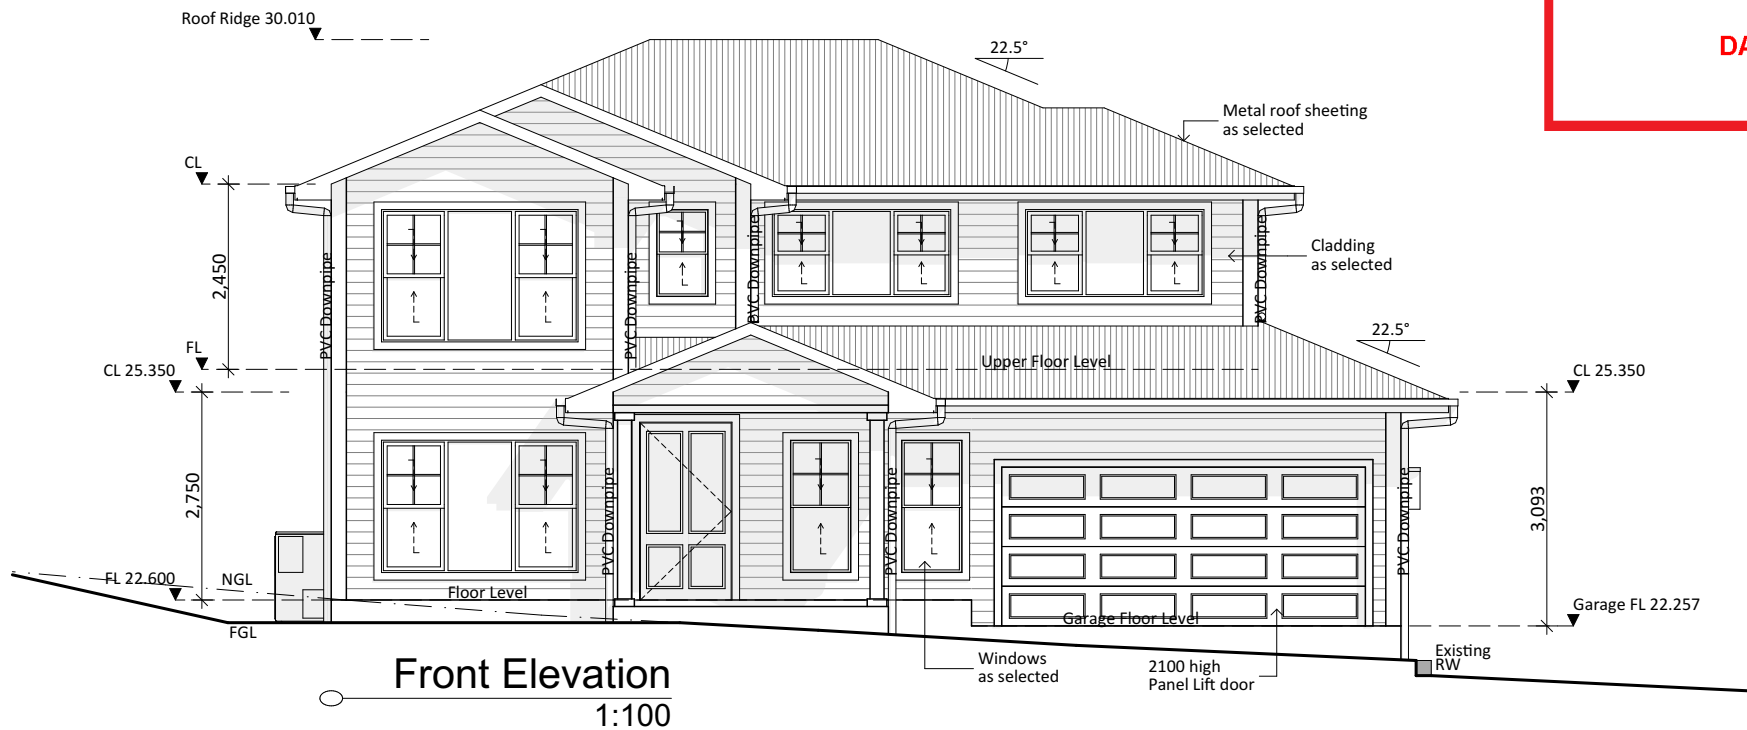 Roof Ridge 30.010
DA
22.5°
Metal roof sheeting
as selected
CL
Cladding
as selected
2,450
PVC Downpipe
PVC Downpipe
PVC Downpipe
PVC Downpipe
22.5°
FL
Upper Floor Level
CL 25.350
CL 25.350
2,750
3,093
PVC Downpipe
PVC Downpipe
PVC Downpipe
FL 22.600
NGL
Floor Level
FGL
Garage Floor Level
Garage FL 22.257
Windows
as selected
2100 high
Panel Lift door
Existing
RW
Front Elevation
1:100